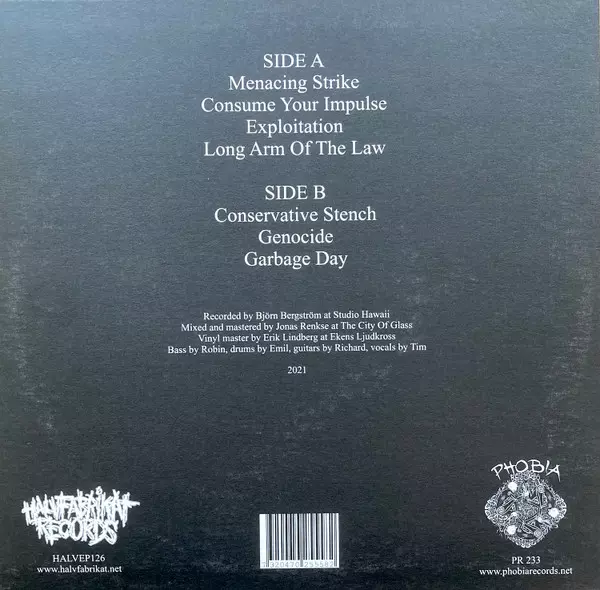 SIDE A
Menacing Strike
Consume Your Impulse
Exploitation
Long Arm Of The Law
SIDE B
Conservative Stench
Genocide
Garbage Day
Recorded by Björn Bergström at Studio Hawaii
Mixed and mastered by Jonas Renkse at The City Of Glass
Vinyl master by Erik Lindberg at Ekens Ljudkross
Bass by Robin, drums by Emil, guitars by Richard, vocals by Tim
2021
HALVFABRIKAT
RECORDS
HALVEP126
www.halvfabrikat.net
7320470255582
PHOBIA
PR 233
www.phobiarecords.net